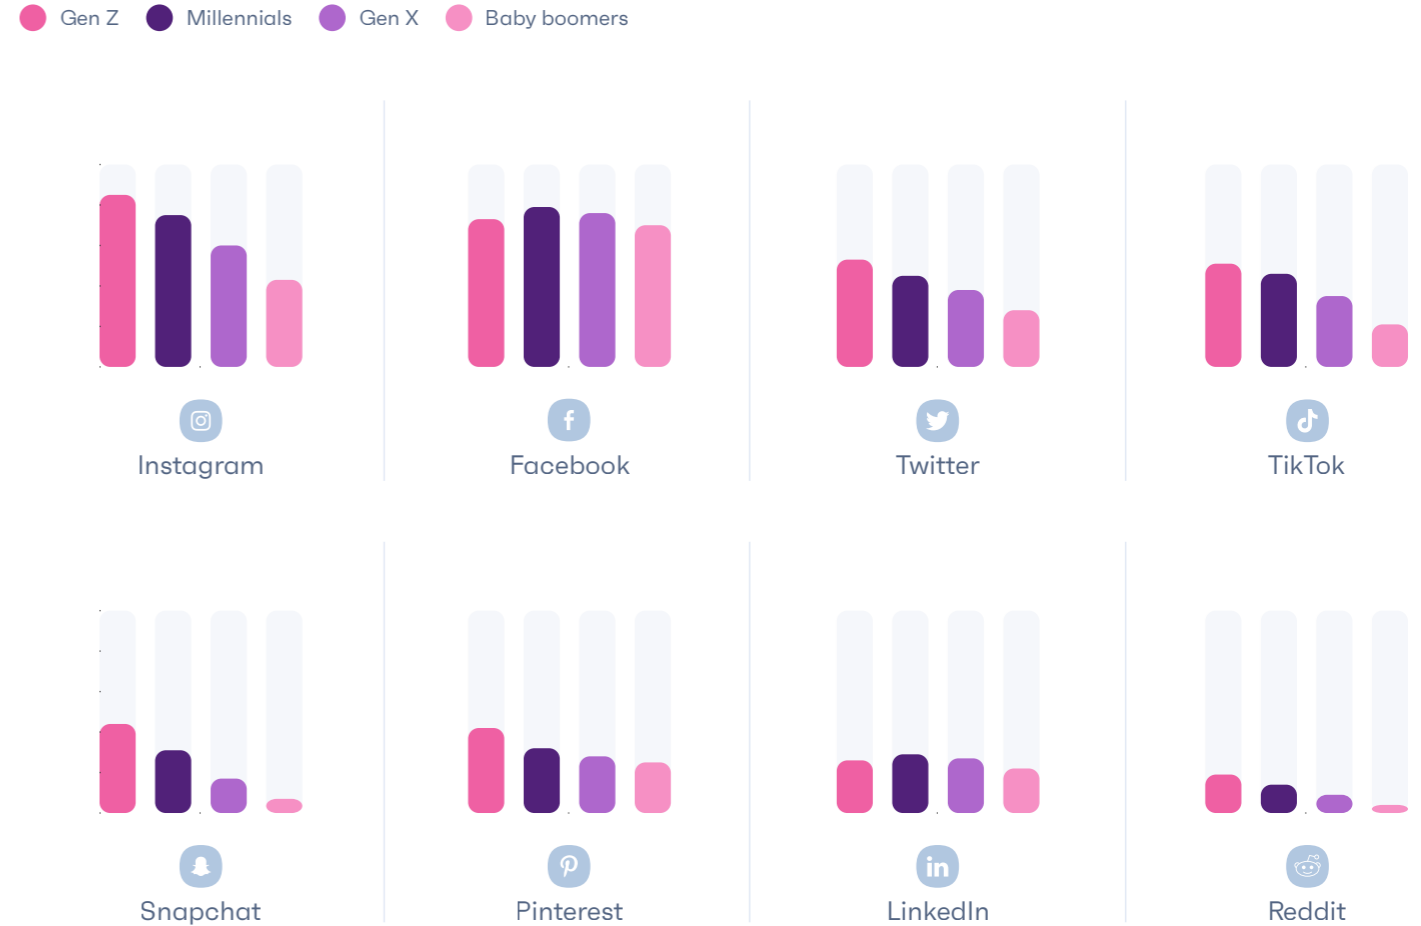 Gen Z Millennials Gen X Baby boomers
Instagram Facebook Twitter TikTok
Snapchat Pinterest LinkedIn Reddit